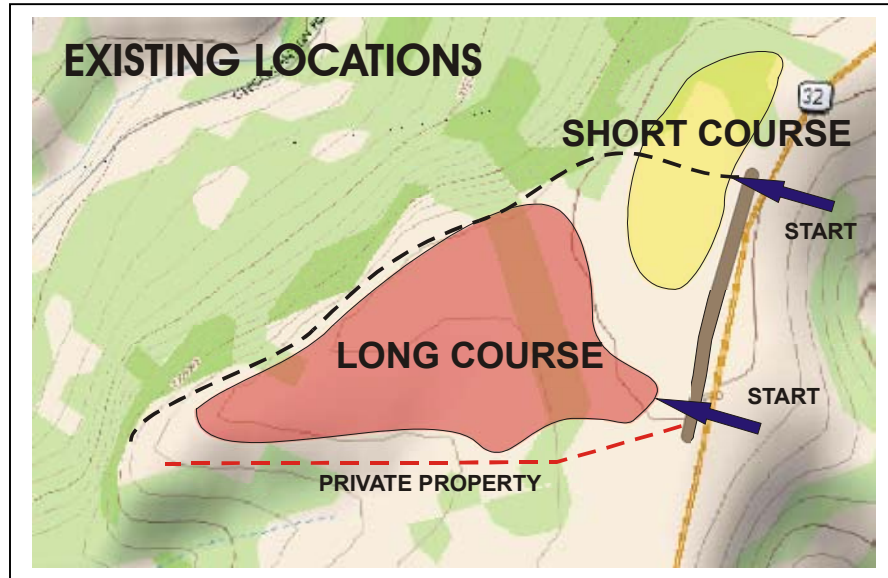 EXISTING LOCATIONS
32
SHORT COURSE
START
LONG COURSE
START
PRIVATE PROPERTY